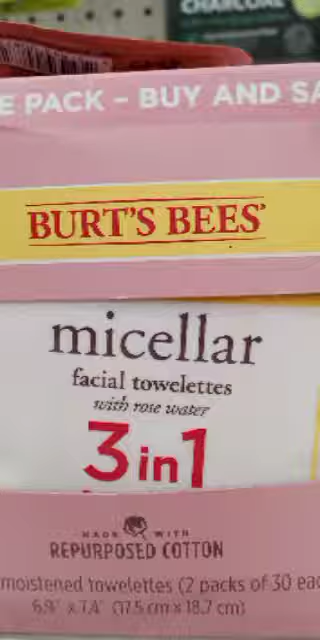 CHARCOAL
E PACK - BUY AND SA
BURT'S BEES
micellar
facial towelettes
with rose water
3 in 1
MADE WITH
REPURPOSED COTTON
moistened towelettes (2 packs of 30 eac
6.9" x 7.4" (17.5 cm x 18.7 cm)